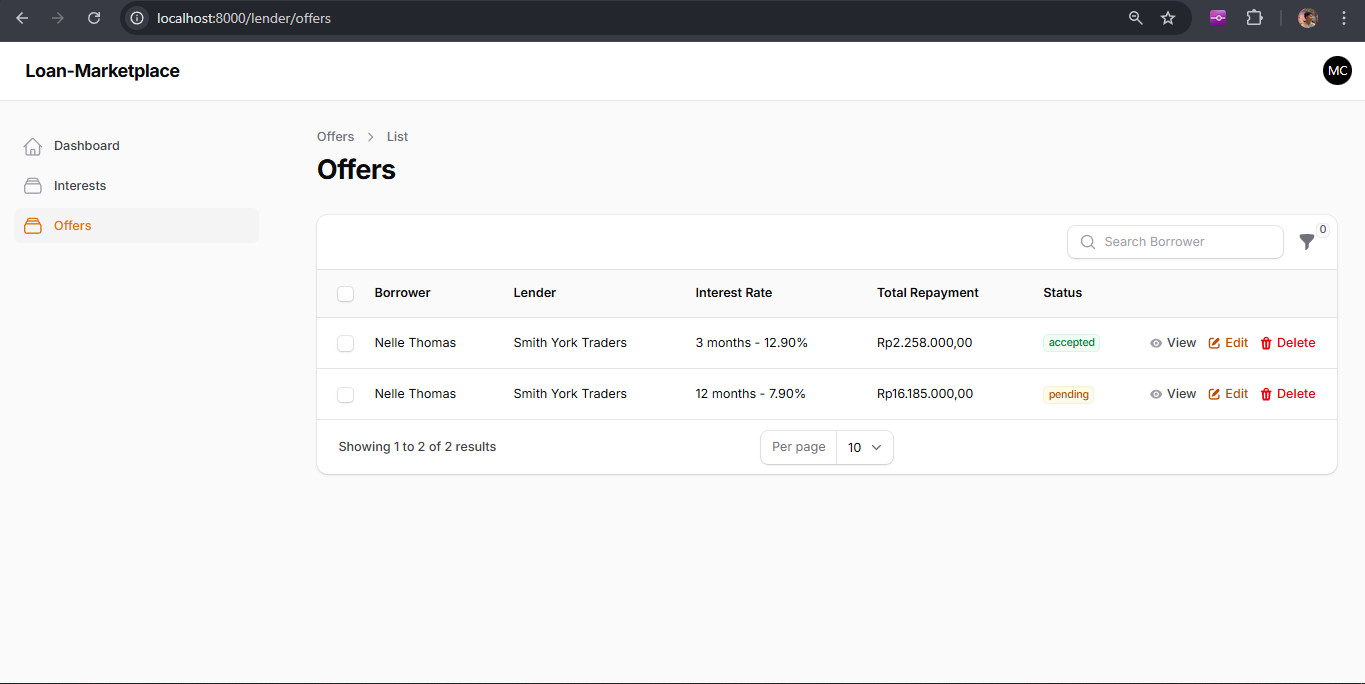 localhost:8000/lender/offers
Loan-Marketplace
MC
Dashboard
Interests
Offers
Offers > List
Offers
Search Borrower
0
Borrower Lender Interest Rate Total Repayment Status
Nelle Thomas Smith York Traders 3 months - 12.90% Rp2.258.000,00 accepted View Edit Delete
Nelle Thomas Smith York Traders 12 months - 7.90% Rp16.185.000,00 pending View Edit Delete
Showing 1 to 2 of 2 results Per page 10